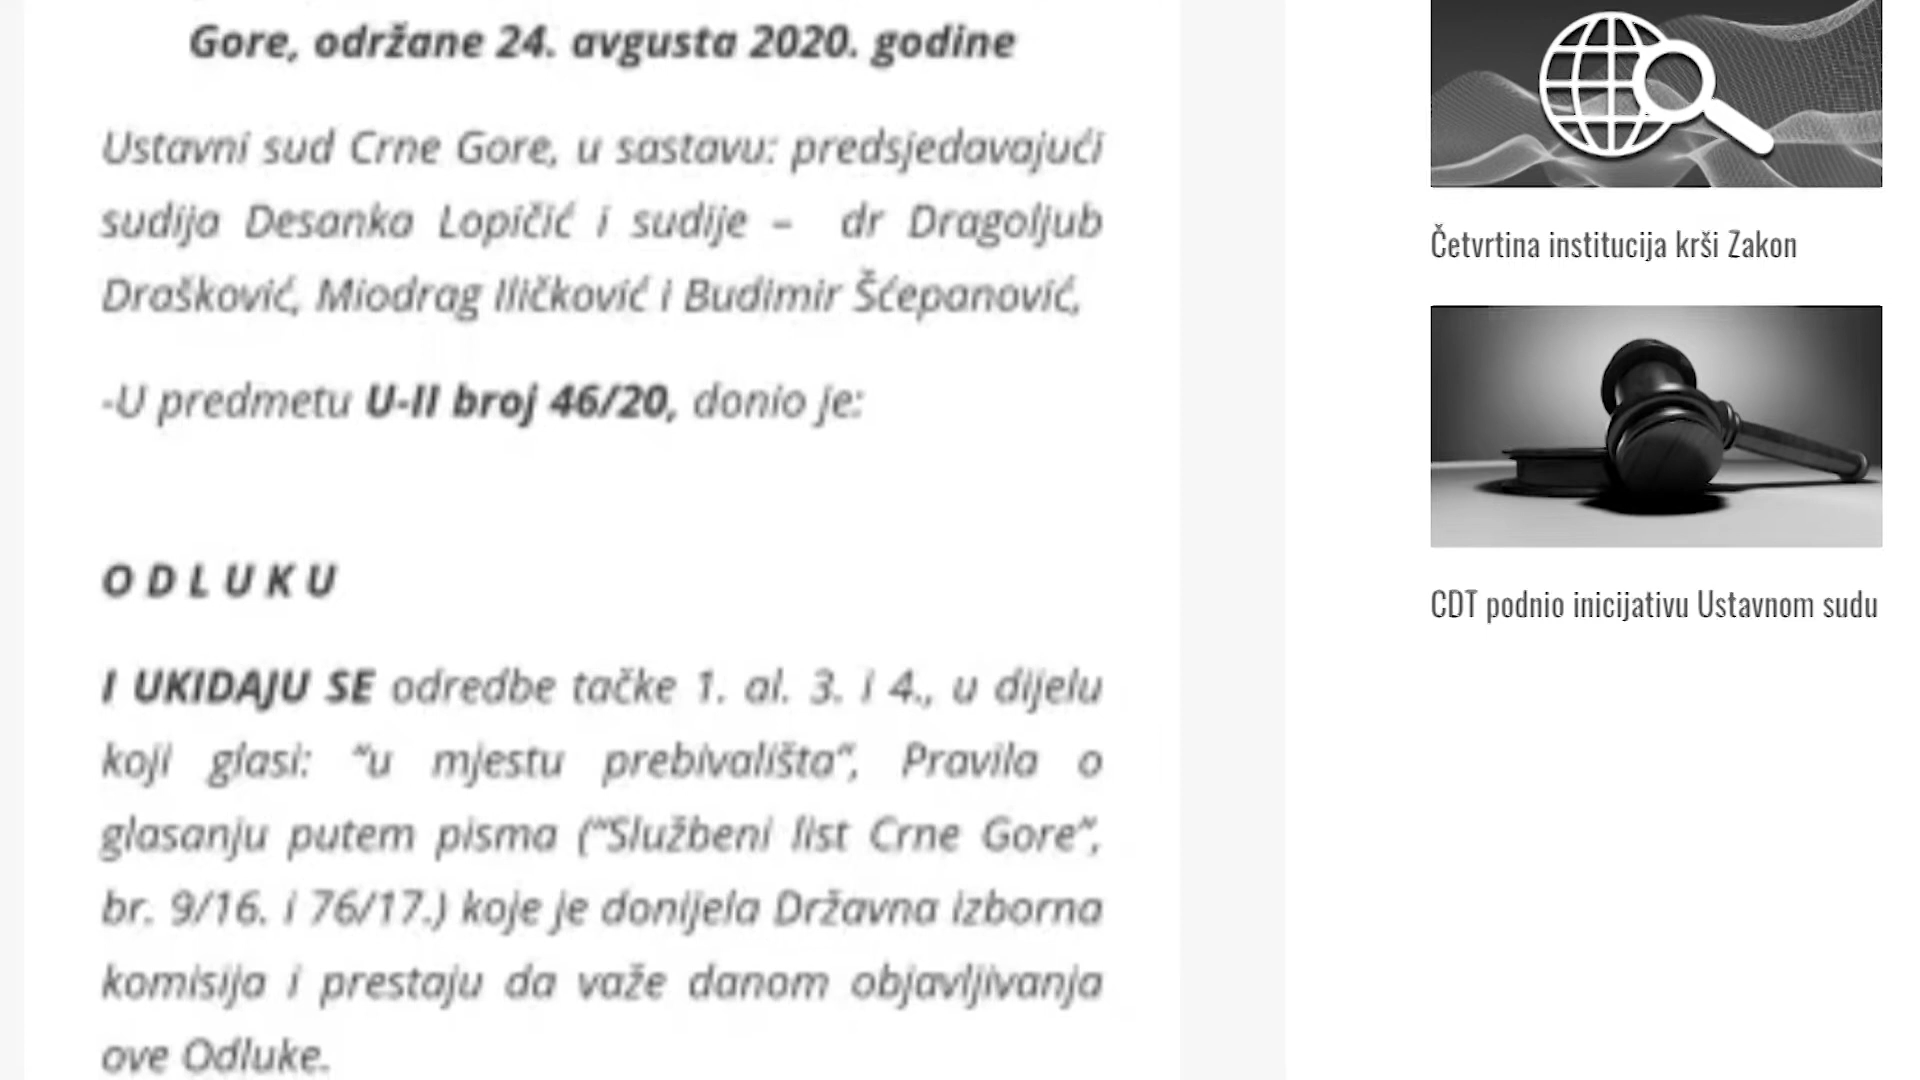 Gore, održane 24. avgusta 2020. godine
Ustavni sud Crne Gore, u sastavu: predsjedavajući
sudija Desanka Lopičić i sudije – dr Dragoljub
Drašković, Miodrag Iličković i Budimir Šćepanović,
-U predmetu U-II broj 46/20, donio je:
O D L U K U
I UKIDAJU SE odredbe tačke 1. al. 3. i 4., u dijelu
koji glasi: “u mjestu prebivališta“, Pravila o
glasanju putem pisma (“Službeni list Crne Gore”,
br. 9/16. i 76/17.) koje je donijela Državna izborna
komisija i prestaju da važe danom objavljivanja
ove Odluke.
Četvrtina institucija krši Zakon
CDT podnio inicijativu Ustavnom sudu